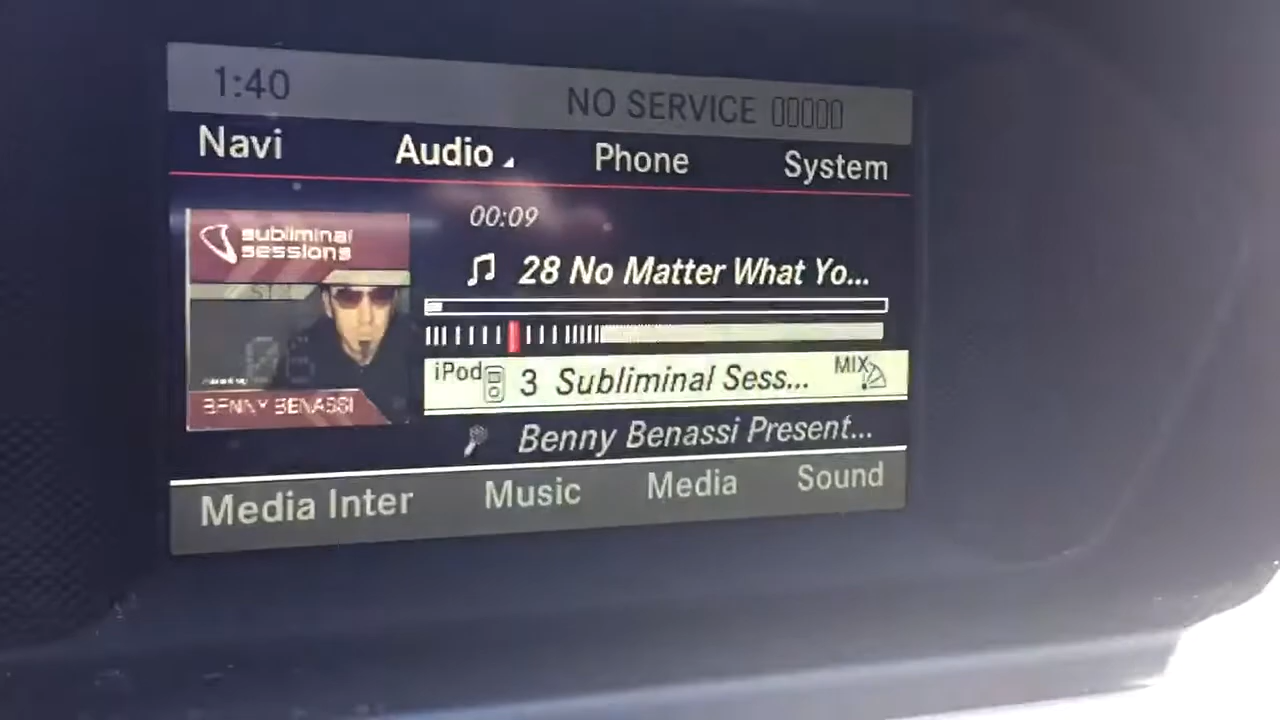 1:40 NO SERVICE
Navi Audio Phone System
00:09
28 No Matter What Yo...
iPod 3 Subliminal Sess... MIX
Benny Benassi Present...
Media Inter Music Media Sound
subliminal
sessions
BENNY BENASSI